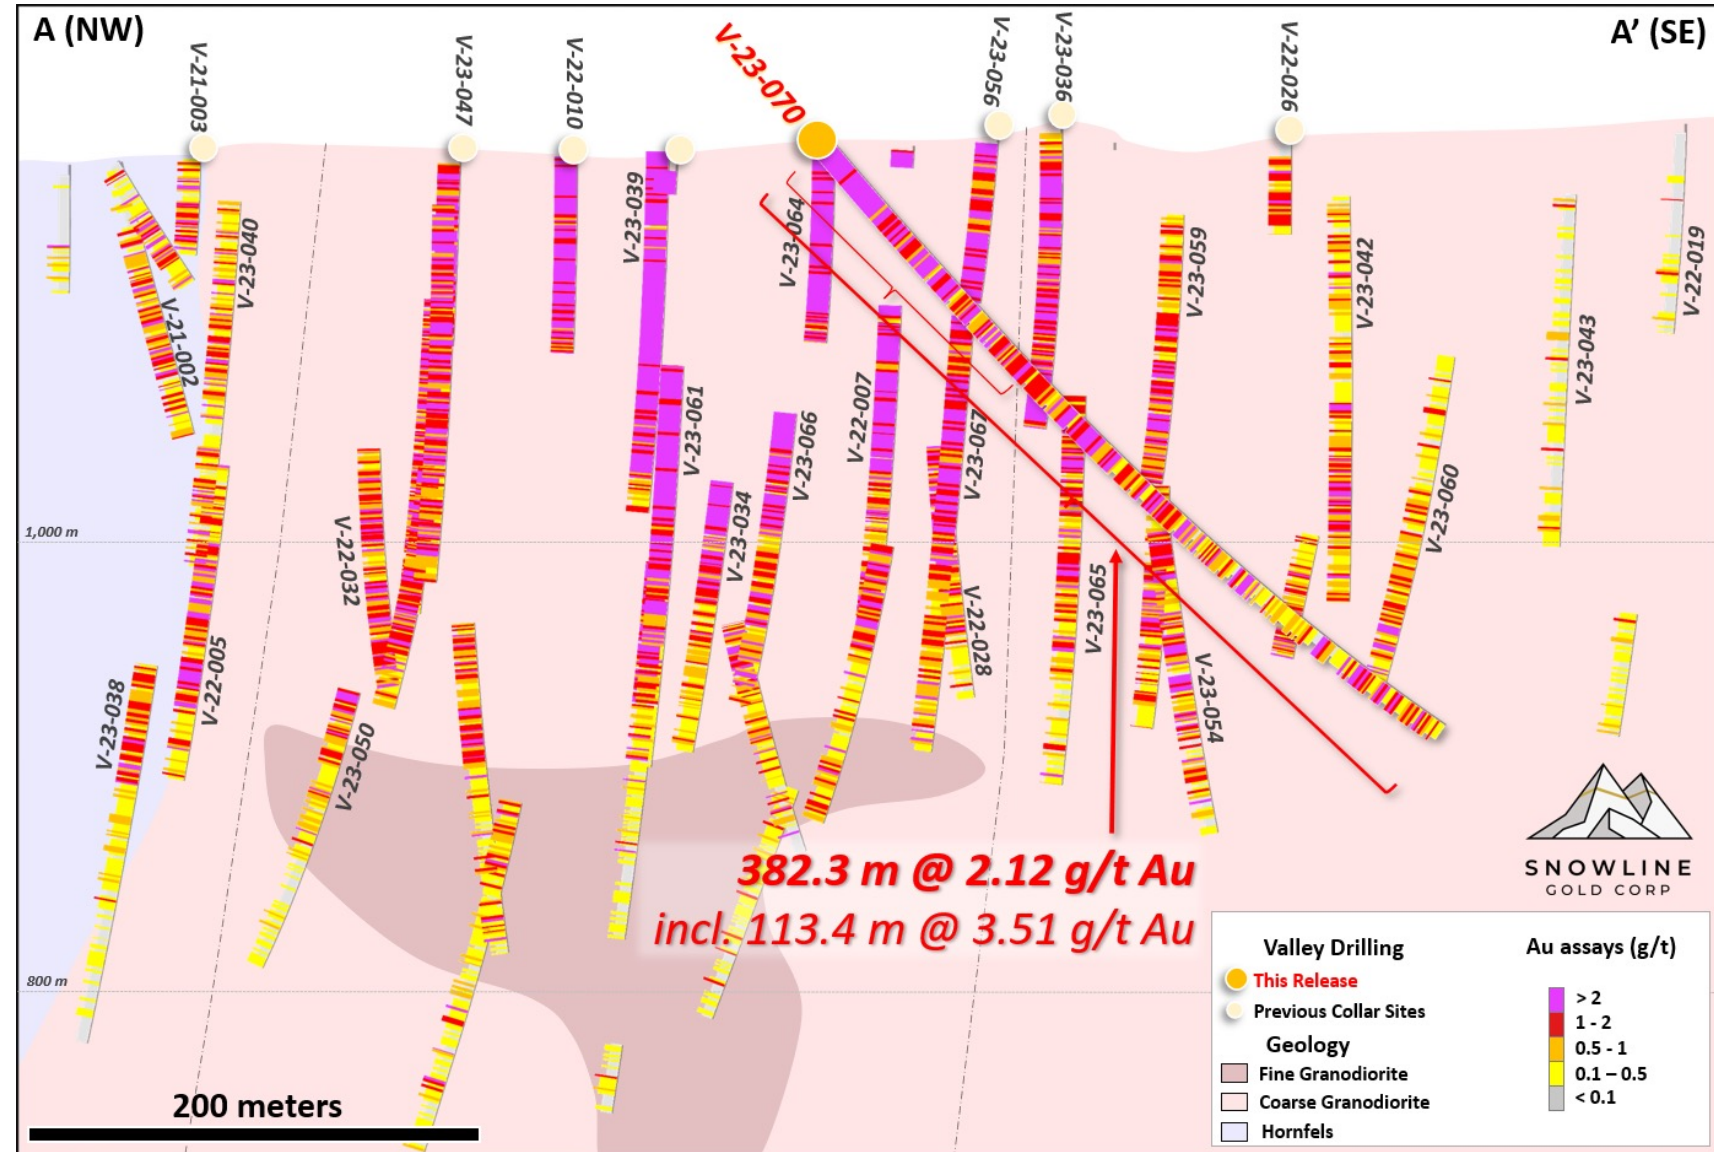 A (NW)
A’ (SE)
V-21-003
V-23-047
V-22-010
V-23-070
V-23-056
V-23-036
V-22-026
V-23-040
V-21-002
V-23-039
V-23-064
V-23-059
V-23-042
V-22-019
V-23-043
V-23-061
V-23-066
V-22-007
V-23-067
V-23-060
V-23-034
1,000 m
V-22-032
V-22-028
V-23-065
V-23-054
V-22-005
V-23-038
V-23-050
382.3 m @ 2.12 g/t Au
incl. 113.4 m @ 3.51 g/t Au
SNOWLINE
GOLD CORP
800 m
200 meters
Valley Drilling
This Release
Previous Collar Sites
Geology
Fine Granodiorite
Coarse Granodiorite
Hornfels
Au assays (g/t)
> 2
1 - 2
0.5 - 1
0.1 – 0.5
< 0.1